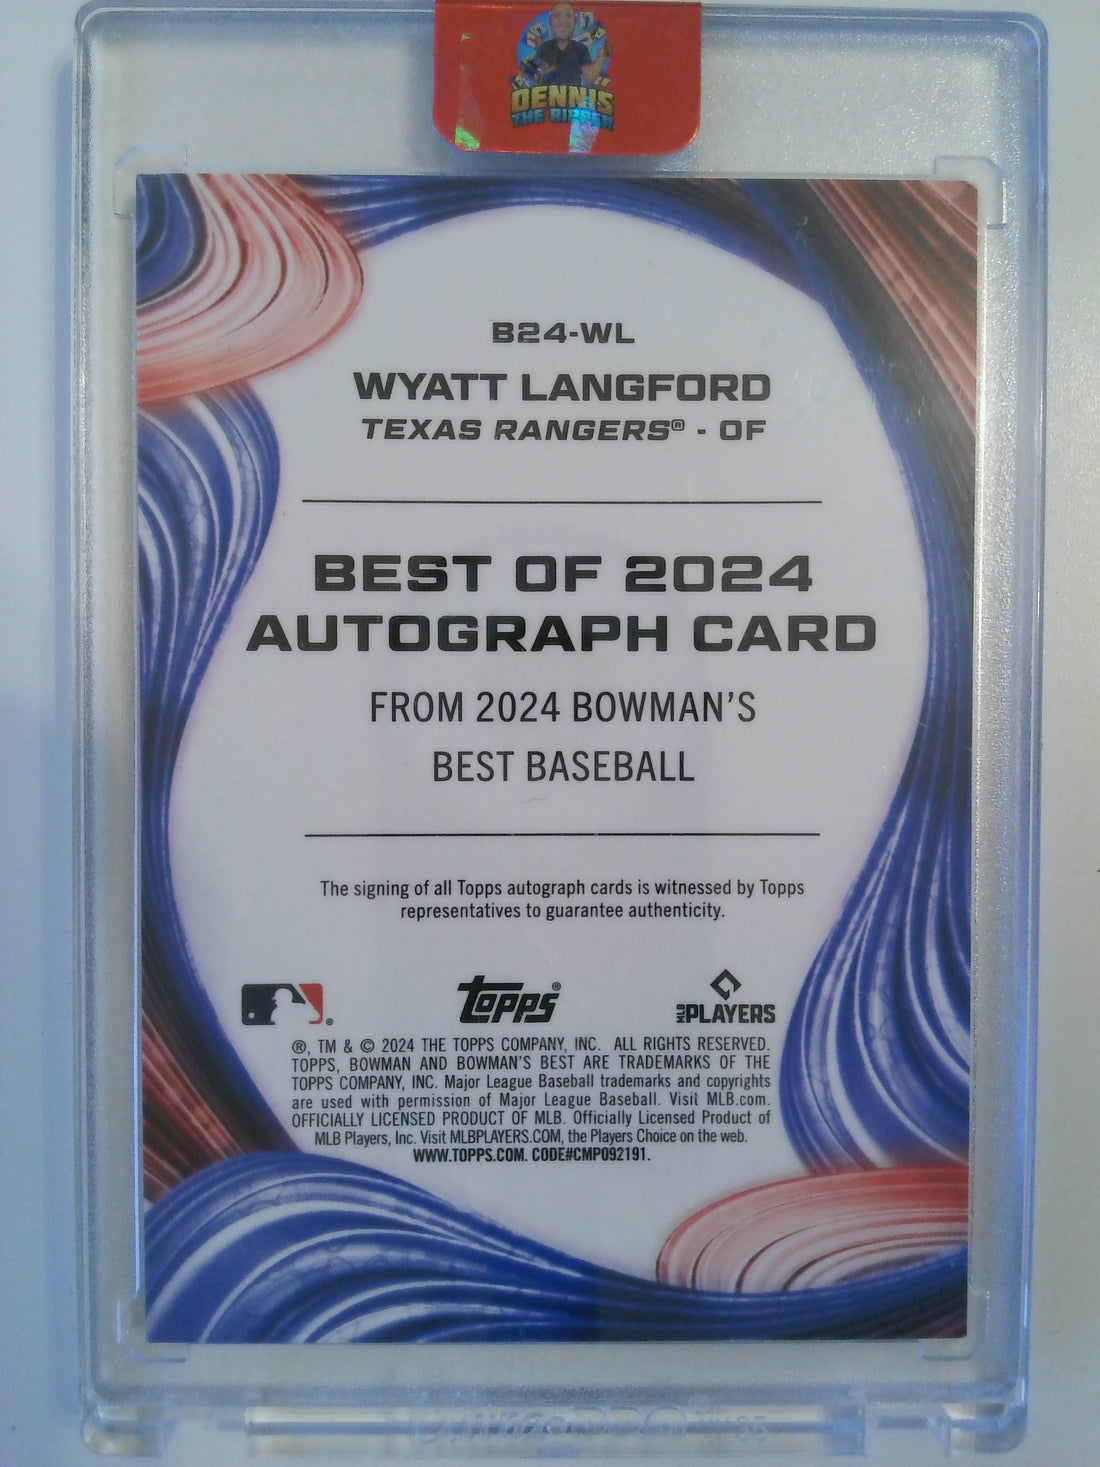 DENNIS
THE RIPPER
B24-WL
WYATT LANGFORD
TEXAS RANGERS® - OF
BEST OF 2024
AUTOGRAPH CARD
FROM 2024 BOWMAN'S
BEST BASEBALL
The signing of all Topps autograph cards is witnessed by Topps
representatives to guarantee authenticity.
® Topps® MLB PLAYERS
®, TM & © 2024 THE TOPPS COMPANY, INC. ALL RIGHTS RESERVED.
TOPPS, BOWMAN AND BOWMAN'S BEST ARE TRADEMARKS OF THE
TOPPS COMPANY, INC. Major League Baseball trademarks and copyrights
are used with permission of Major League Baseball. Visit MLB.com.
OFFICIALLY LICENSED PRODUCT OF MLB. Officially Licensed Product of
MLB Players, Inc. Visit MLBPLAYERS.COM, the Players Choice on the web.
WWW.TOPPS.COM. CODE#CMP092191.